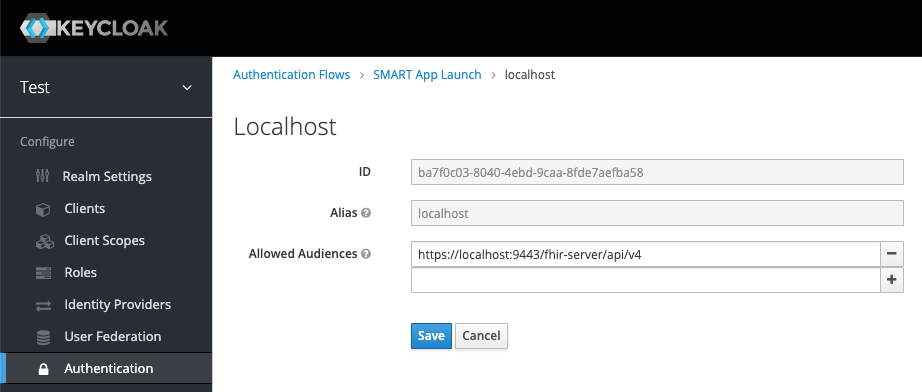 KEYCLOAK
Test
Authentication Flows > SMART App Launch > localhost
Localhost
Configure
Realm Settings
Clients
Client Scopes
Roles
Identity Providers
User Federation
Authentication
ID ba7f0c03-8040-4ebd-9caa-8fde7aefba58
Alias ? localhost
Allowed Audiences ? https://localhost:9443/fhir-server/api/v4 −
+
Save Cancel